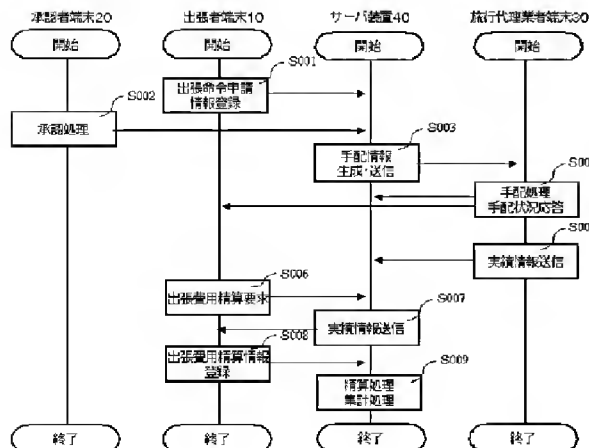 承認者端末20 出張者端末10 サーバ装置40 旅行代理業者端末30
開始 開始 開始 開始
S001
出張命令申請
情報登録
S002
承認処理
S003
手配情報
生成・送信
S00
手配処理
手配状況応答
S00
実績情報送信
S006
出張費用精算要求
S007
実績情報送信
S008
出張費用精算情報
登録
S009
精算処理
集計処理
終了 終了 終了 終了